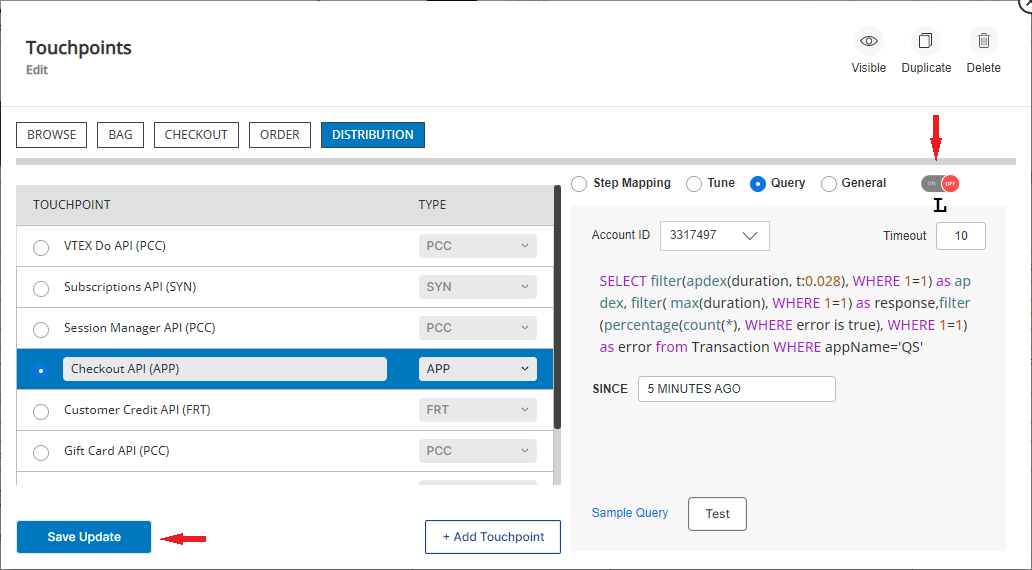 Touchpoints
Edit
Visible
Duplicate
Delete
BROWSE
BAG
CHECKOUT
ORDER
DISTRIBUTION
TOUCHPOINT
TYPE
VTEX Do API (PCC)
PCC
Subscriptions API (SYN)
SYN
Session Manager API (PCC)
PCC
Checkout API (APP)
APP
Customer Credit API (FRT)
FRT
Gift Card API (PCC)
PCC
Save Update
+ Add Touchpoint
Step Mapping
Tune
Query
General
ON
OFF
L
Account ID
3317497
Timeout
10
SELECT filter(apdex(duration, t:0.028), WHERE 1=1) as ap
dex, filter( max(duration), WHERE 1=1) as response,filter
(percentage(count(*), WHERE error is true), WHERE 1=1)
as error from Transaction WHERE appName='QS'
SINCE
5 MINUTES AGO
Sample Query
Test